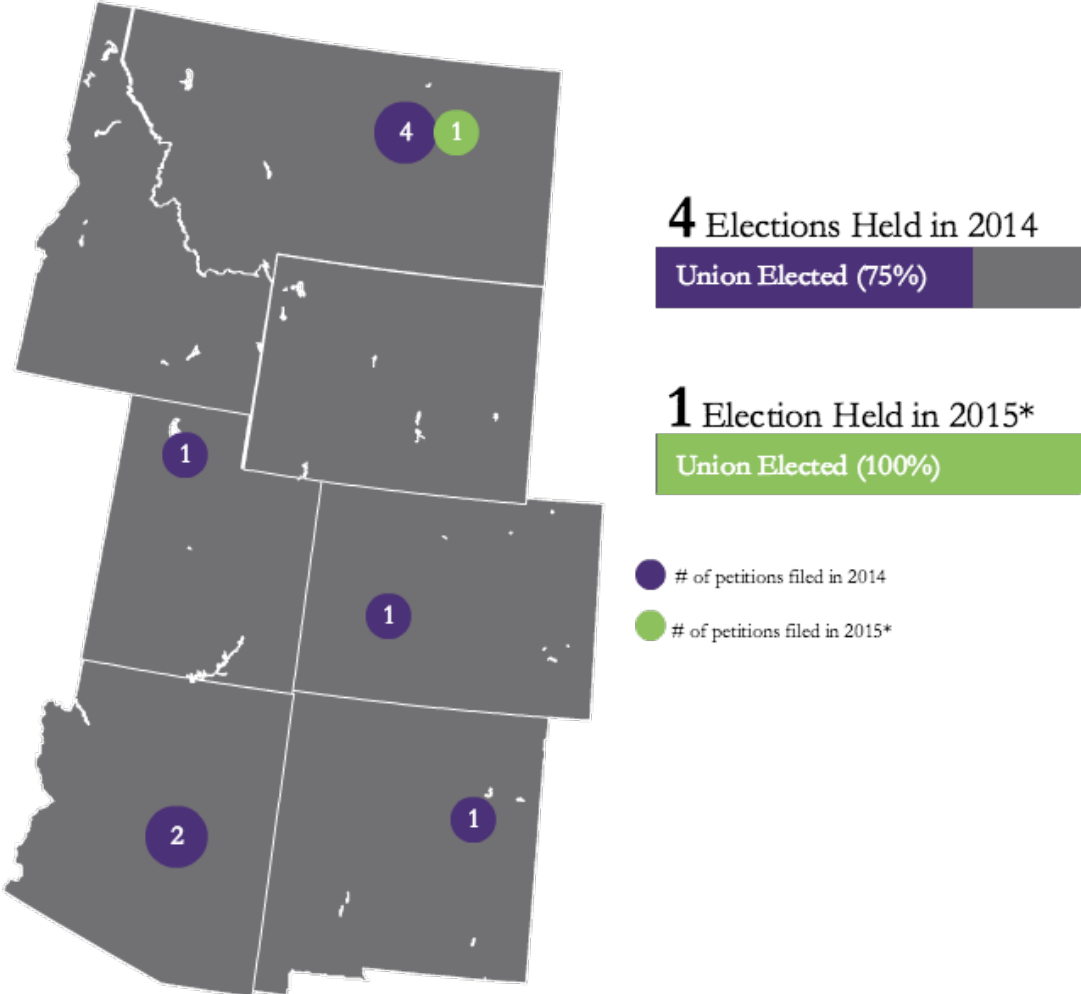 4 1
4 Elections Held in 2014
Union Elected (75%)
1 Election Held in 2015*
Union Elected (100%)
1
# of petitions filed in 2014
1
# of petitions filed in 2015*
1
2